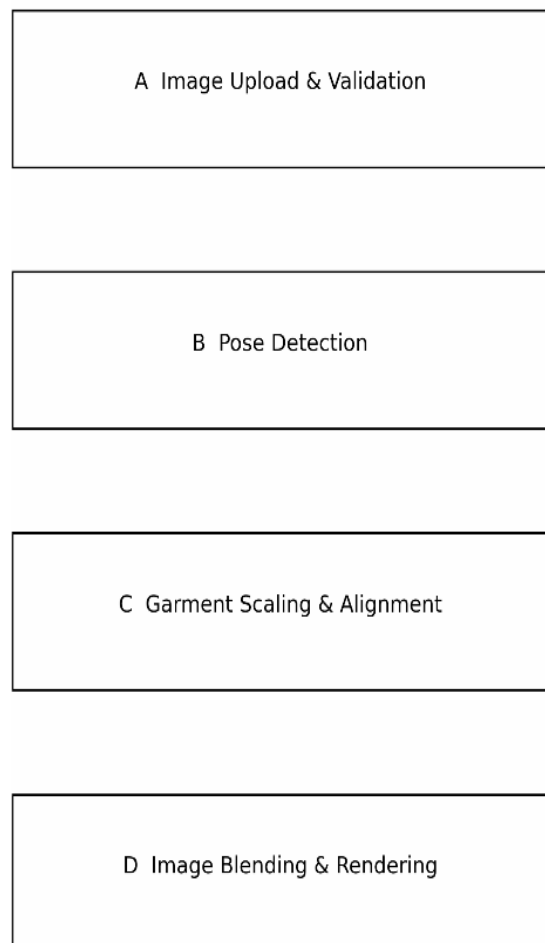 A Image Upload & Validation
B Pose Detection
C Garment Scaling & Alignment
D Image Blending & Rendering